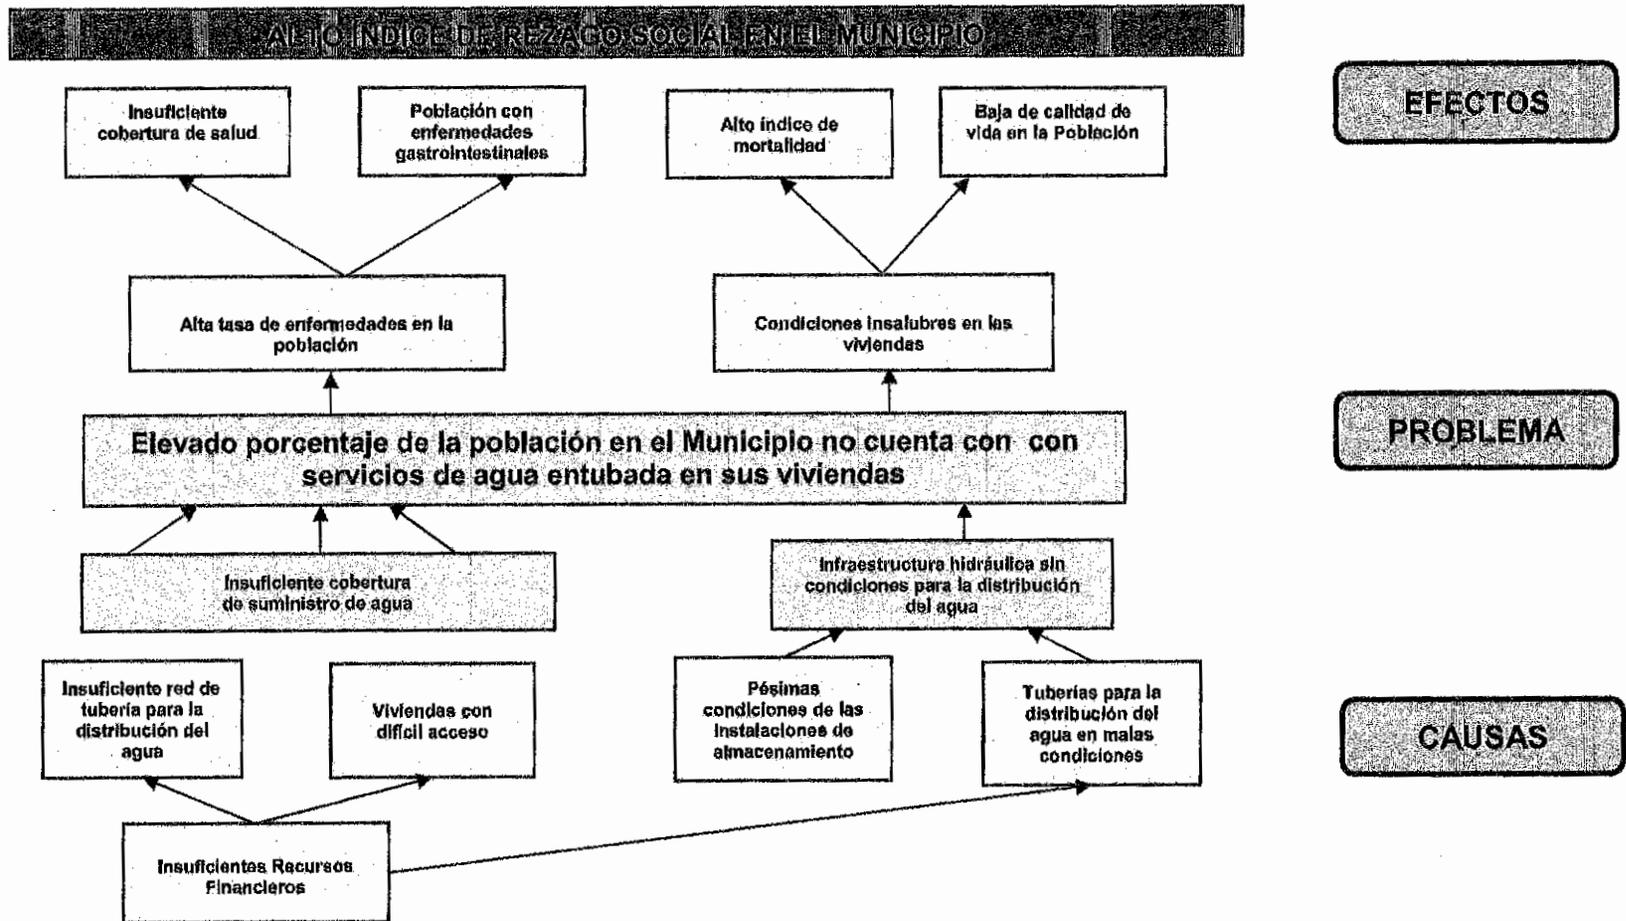 ALTO ÍNDICE DE REZAGO SOCIAL EN EL MUNICIPIO
EFECTOS
Insuficiente
cobertura de salud
Población con
enfermedades
gastrointestinales
Alto índice de
mortalidad
Baja de calidad de
vida en la Población
Alta tasa de enfermedades en la
población
Condiciones insalubres en las
viviendas
PROBLEMA
Elevado porcentaje de la población en el Municipio no cuenta con con
servicios de agua entubada en sus viviendas
Insuficiente cobertura
de suministro de agua
Infraestructura hidráulica sin
condiciones para la distribución
del agua
CAUSAS
Insuficiente red de
tubería para la
distribución del
agua
Viviendas con
difícil acceso
Pésimas
condiciones de las
instalaciones de
almacenamiento
Tuberías para la
distribución del
agua en malas
condiciones
Insuficientes Recursos
Financieros